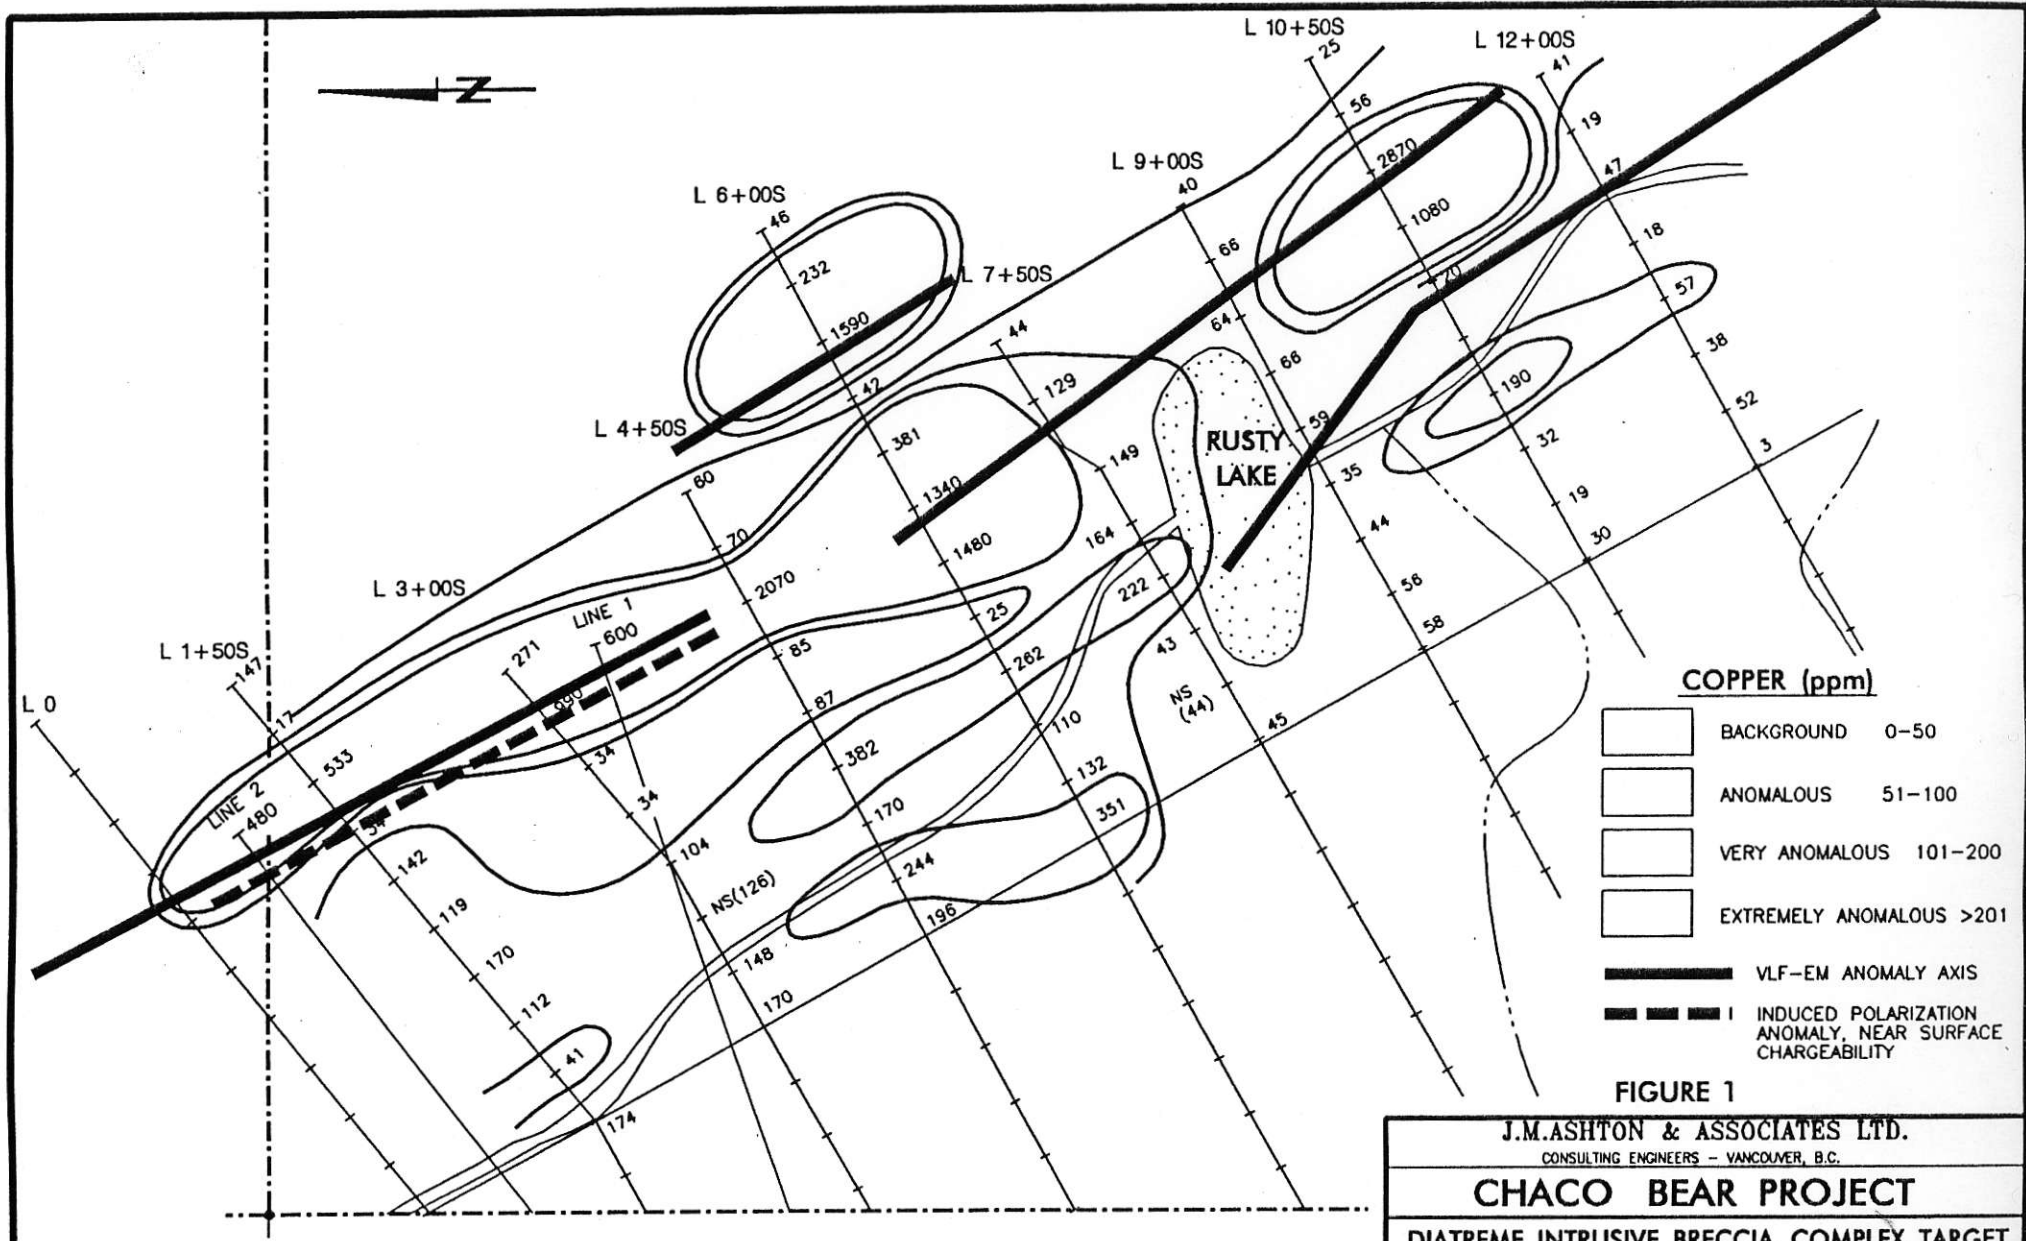 L 10+50S
L 12+00S
25
41
N
56
19
L 9+00S
2870
47
L 6+00S
40
46
1080
18
66
232
L 7+50S
70
57
64
1590
44
66
38
42
129
190
L 4+50S
59
52
381
RUSTY
LAKE
149
35
32
3
60
1340
19
164
44
70
1480
30
L 3+00S
2070
222
58
LINE 1
25
58
600
85
43
L 1+50S
271
262
NS
(44)
147
990
87
45
L 0
17
110
34
533
382
132
LINE 2
34
351
480
34
170
142
104
244
119
NS(126)
196
170
148
112
170
41
174
COPPER (ppm)
BACKGROUND 0-50
ANOMALOUS 51-100
VERY ANOMALOUS 101-200
EXTREMELY ANOMALOUS >201
VLF-EM ANOMALY AXIS
INDUCED POLARIZATION
ANOMALY, NEAR SURFACE
CHARGEABILITY
FIGURE 1
J.M.ASHTON & ASSOCIATES LTD.
CONSULTING ENGINEERS - VANCOUVER, B.C.
CHACO BEAR PROJECT
DIATREME INTRUSIVE BRECCIA COMPLEX TARGET